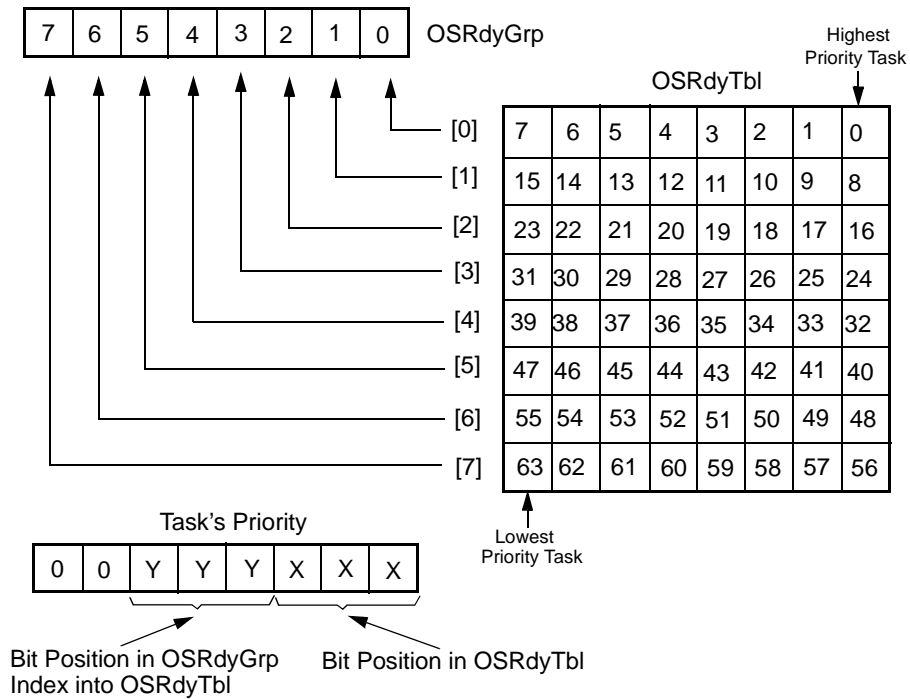 7 6 5 4 3 2 1 0 OSRdyGrp
Highest
Priority Task
OSRdyTbl
[0] 7 6 5 4 3 2 1 0
[1] 15 14 13 12 11 10 9 8
[2] 23 22 21 20 19 18 17 16
[3] 31 30 29 28 27 26 25 24
[4] 39 38 37 36 35 34 33 32
[5] 47 46 45 44 43 42 41 40
[6] 55 54 53 52 51 50 49 48
[7] 63 62 61 60 59 58 57 56
Lowest
Priority Task
Task's Priority
0 0 Y Y Y X X X
Bit Position in OSRdyGrp
Index into OSRdyTbl
Bit Position in OSRdyTbl